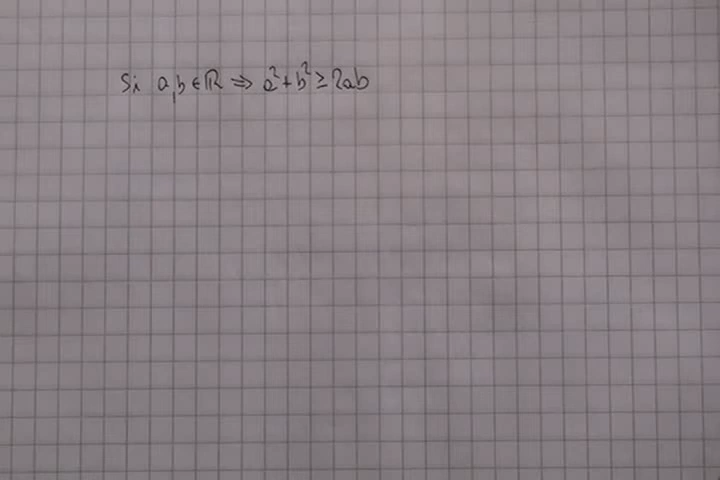 Si a,b ∈ ℝ ⇒ a² + b² ≥ 2ab